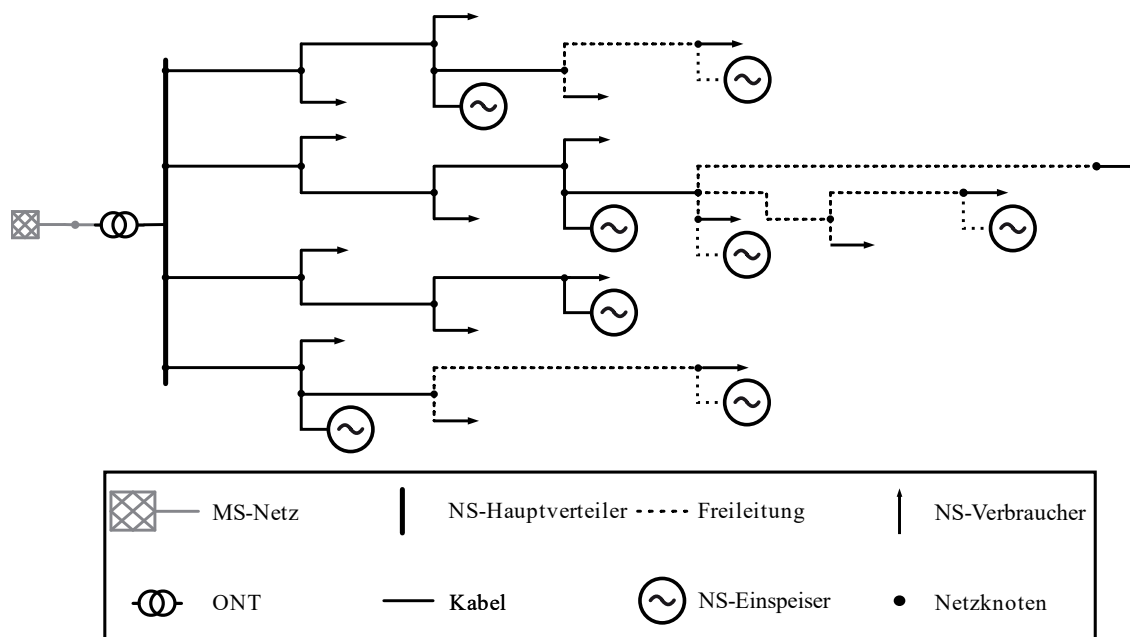 MS-Netz
NS-Hauptverteiler
Freileitung
NS-Verbraucher
ONT
Kabel
NS-Einspeiser
Netzknoten